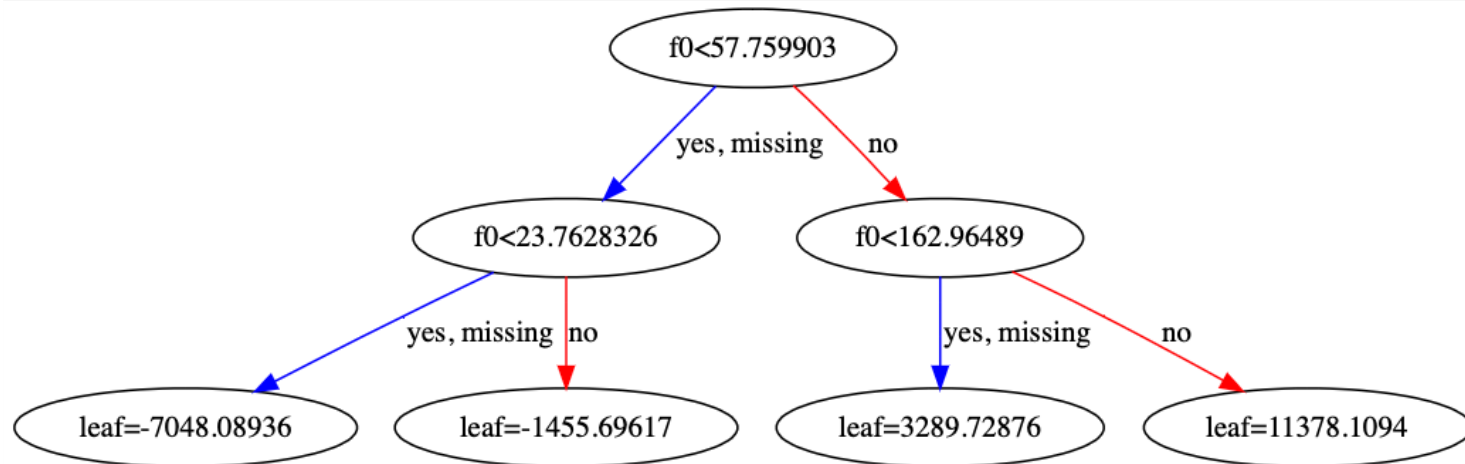 f0<57.759903
yes, missing
no
f0<23.7628326
f0<162.96489
yes, missing
no
yes, missing
no
leaf=-7048.08936
leaf=-1455.69617
leaf=3289.72876
leaf=11378.1094